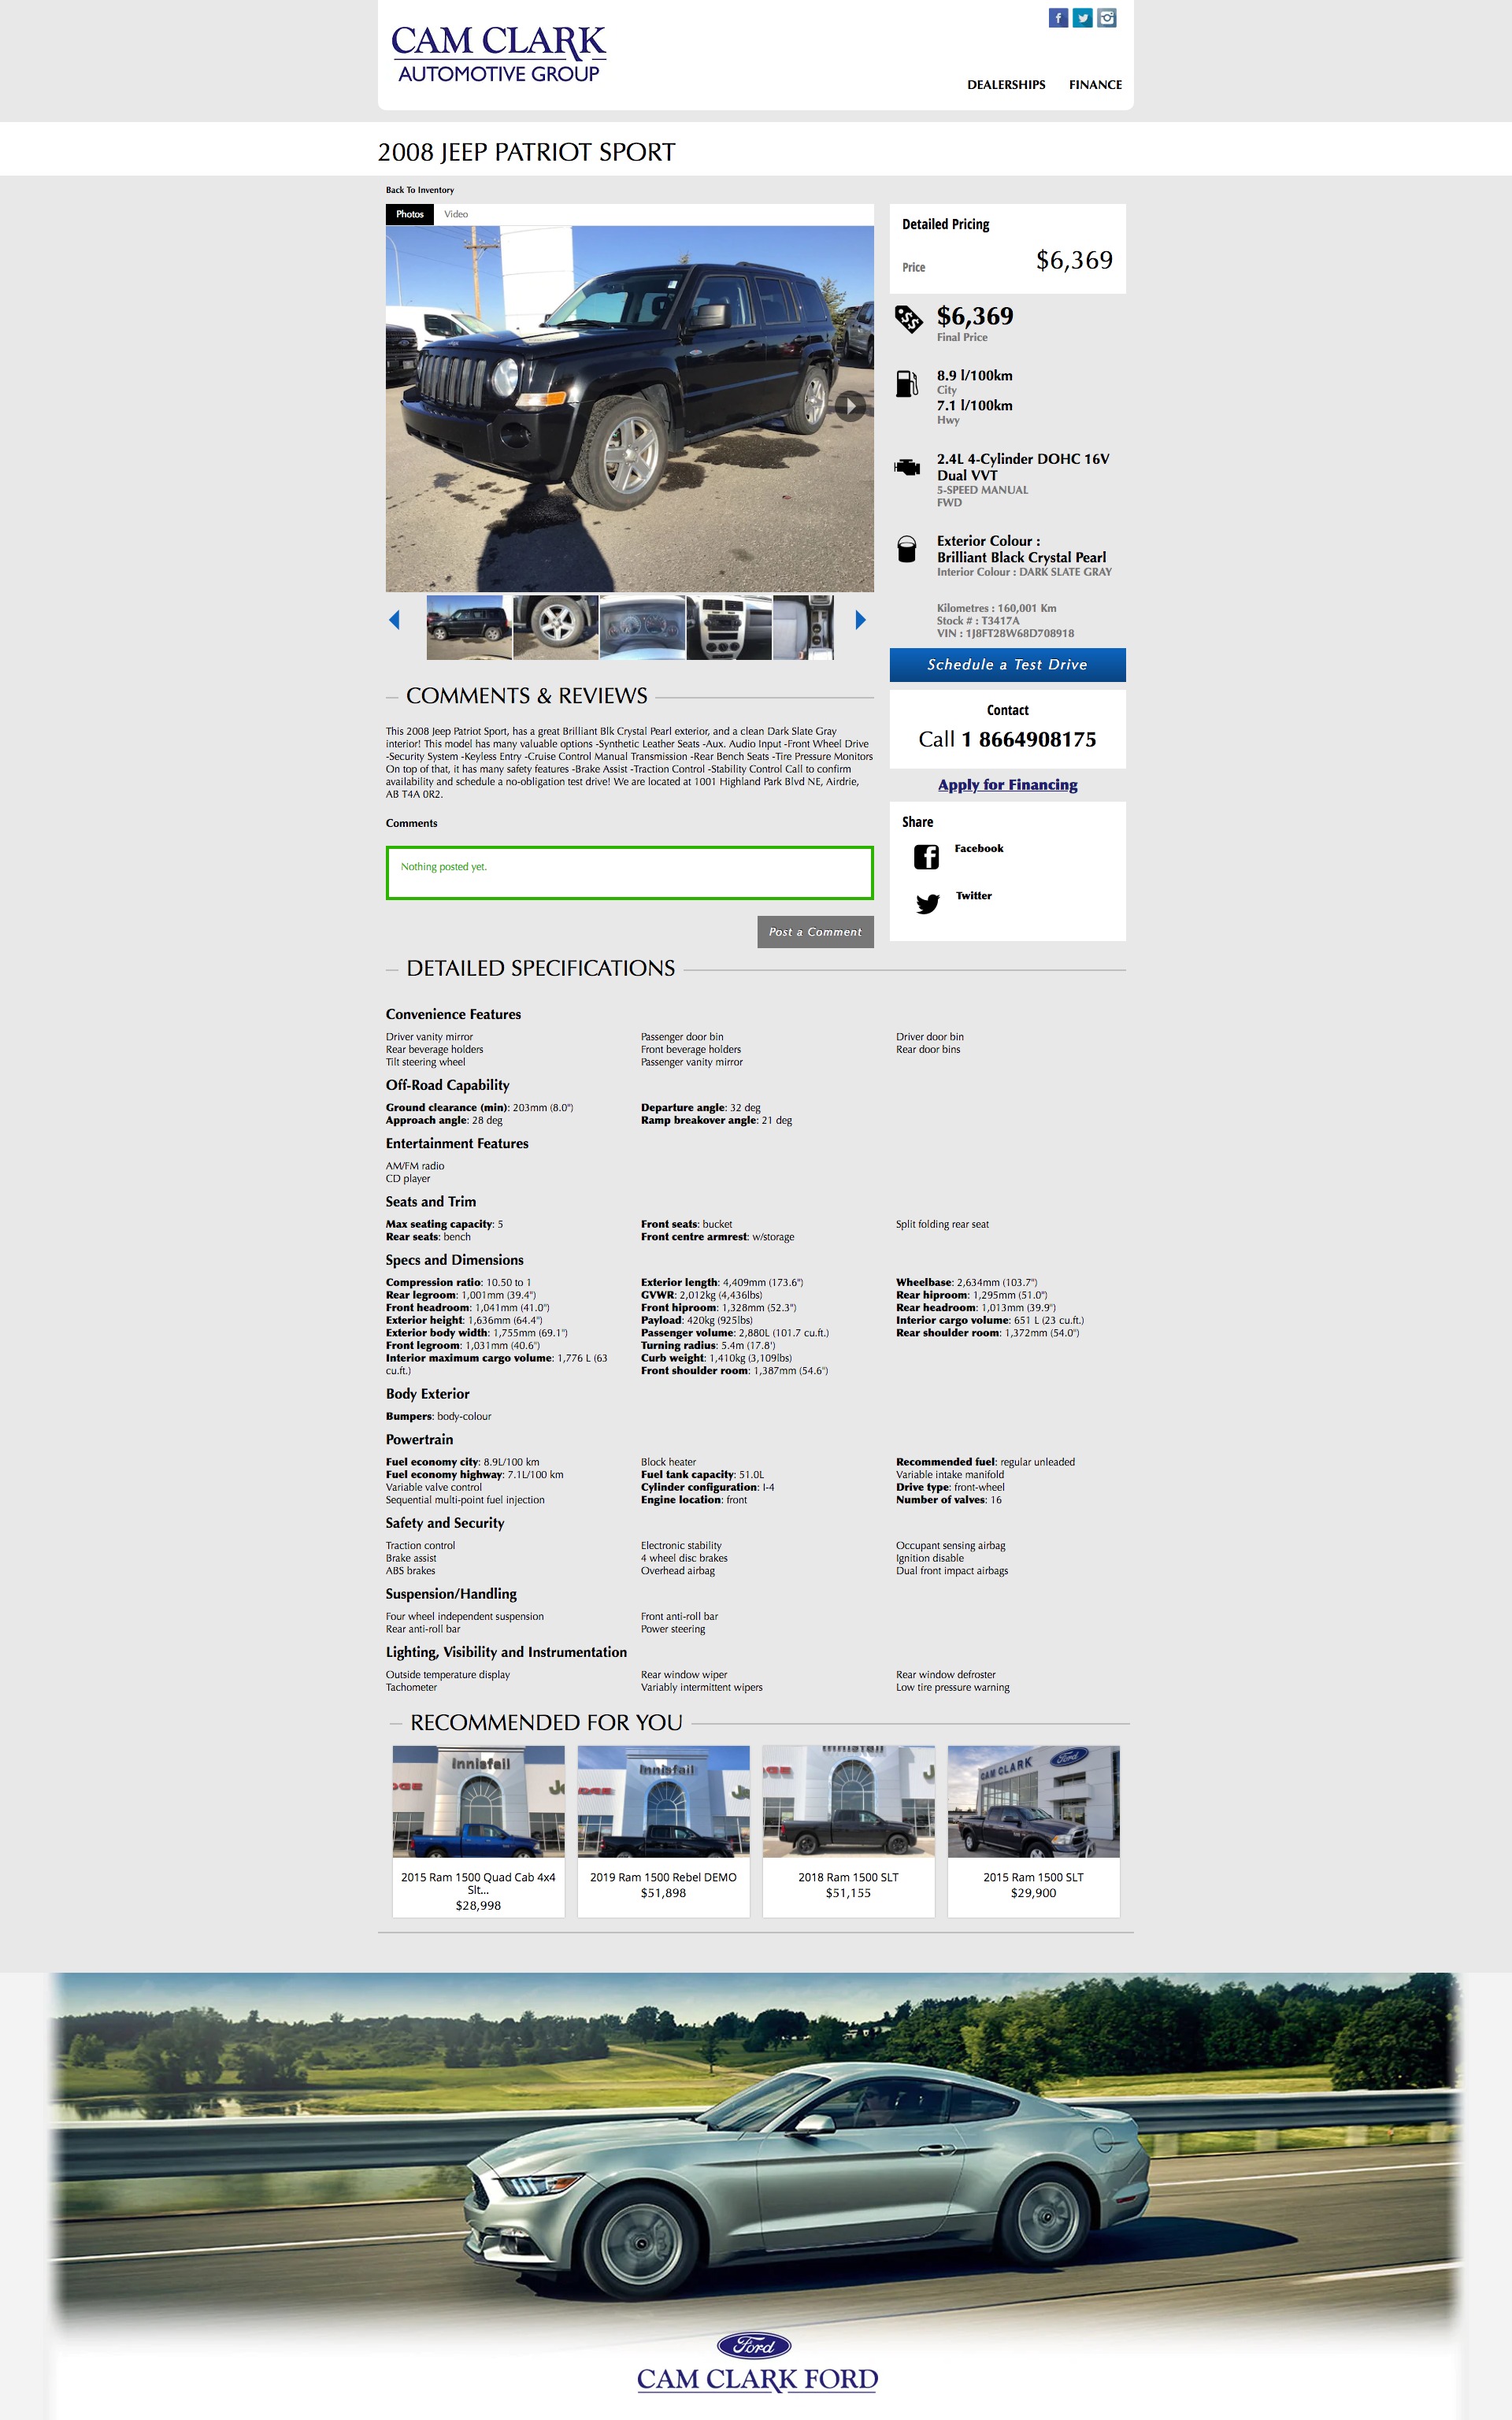 CAM CLARK
AUTOMOTIVE GROUP
DEALERSHIPS
FINANCE
2008 JEEP PATRIOT SPORT
Back To Inventory
Photos
Video
Detailed Pricing
Price
$6,369
$6,369
Final Price
8.9 l/100km
City
7.1 l/100km
Hwy
2.4L 4-Cylinder DOHC 16V
Dual VVT
5-SPEED MANUAL
FWD
Exterior Colour :
Brilliant Black Crystal Pearl
Interior Colour : DARK SLATE GRAY
Kilometres : 160,001 Km
Stock # : T3417A
VIN : 1J8FT28W68D708918
Schedule a Test Drive
Contact
Call 1 8664908175
Apply for Financing
Share
Facebook
Twitter
COMMENTS & REVIEWS
This 2008 Jeep Patriot Sport, has a great Brilliant Blk Crystal Pearl exterior, and a clean Dark Slate Gray
interior! This model has many valuable options -Synthetic Leather Seats -Aux. Audio Input -Front Wheel Drive
-Security System -Keyless Entry -Cruise Control Manual Transmission -Rear Bench Seats -Tire Pressure Monitors
On top of that, it has many safety features -Brake Assist -Traction Control -Stability Control Call to confirm
availability and schedule a no-obligation test drive! We are located at 1001 Highland Park Blvd NE, Airdrie,
AB T4A 0R2.
Comments
Nothing posted yet.
Post a Comment
DETAILED SPECIFICATIONS
Convenience Features
Driver vanity mirror
Rear beverage holders
Tilt steering wheel
Passenger door bin
Front beverage holders
Passenger vanity mirror
Driver door bin
Rear door bins
Off-Road Capability
Ground clearance (min): 203mm (8.0")
Approach angle: 28 deg
Departure angle: 32 deg
Ramp breakover angle: 21 deg
Entertainment Features
AM/FM radio
CD player
Seats and Trim
Max seating capacity: 5
Rear seats: bench
Front seats: bucket
Front centre armrest: w/storage
Split folding rear seat
Specs and Dimensions
Compression ratio: 10.50 to 1
Rear legroom: 1,001mm (39.4")
Front headroom: 1,041mm (41.0")
Exterior height: 1,636mm (64.4")
Exterior body width: 1,755mm (69.1")
Front legroom: 1,031mm (40.6")
Interior maximum cargo volume: 1,776 L (63
cu.ft.)
Exterior length: 4,409mm (173.6")
GVWR: 2,012kg (4,436lbs)
Front hiproom: 1,328mm (52.3")
Payload: 420kg (925lbs)
Passenger volume: 2,880L (101.7 cu.ft.)
Turning radius: 5.4m (17.8')
Curb weight: 1,410kg (3,109lbs)
Front shoulder room: 1,387mm (54.6")
Wheelbase: 2,634mm (103.7")
Rear hiproom: 1,295mm (51.0")
Rear headroom: 1,013mm (39.9")
Interior cargo volume: 651 L (23 cu.ft.)
Rear shoulder room: 1,372mm (54.0")
Body Exterior
Bumpers: body-colour
Powertrain
Fuel economy city: 8.9L/100 km
Fuel economy highway: 7.1L/100 km
Variable valve control
Sequential multi-point fuel injection
Block heater
Fuel tank capacity: 51.0L
Cylinder configuration: I-4
Engine location: front
Recommended fuel: regular unleaded
Variable intake manifold
Drive type: front-wheel
Number of valves: 16
Safety and Security
Traction control
Brake assist
ABS brakes
Electronic stability
4 wheel disc brakes
Overhead airbag
Occupant sensing airbag
Ignition disable
Dual front impact airbags
Suspension/Handling
Four wheel independent suspension
Rear anti-roll bar
Front anti-roll bar
Power steering
Lighting, Visibility and Instrumentation
Outside temperature display
Tachometer
Rear window wiper
Variably intermittent wipers
Rear window defroster
Low tire pressure warning
RECOMMENDED FOR YOU
Innisfail
Innisfail
CAM CLARK
Ford
2015 Ram 1500 Quad Cab 4x4
Slt...
$28,998
2019 Ram 1500 Rebel DEMO
$51,898
2018 Ram 1500 SLT
$51,155
2015 Ram 1500 SLT
$29,900
Ford
CAM CLARK FORD